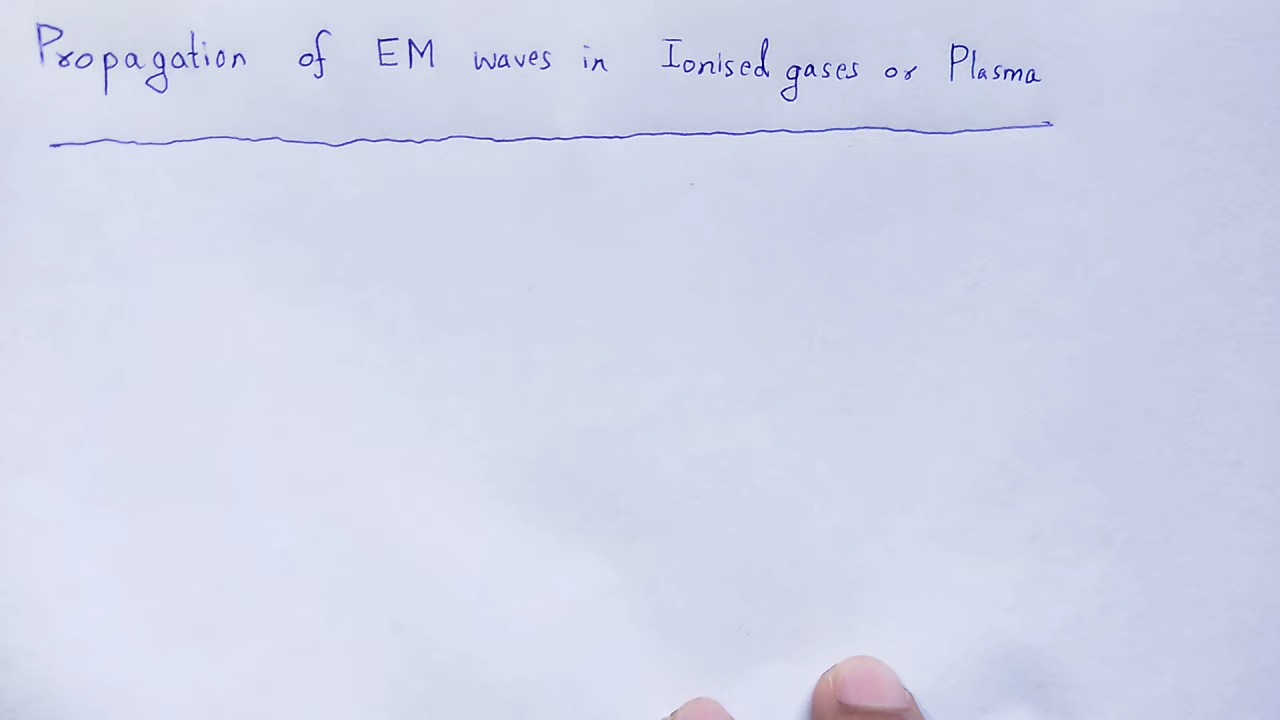 Propagation of EM waves in Ionised gases or Plasma